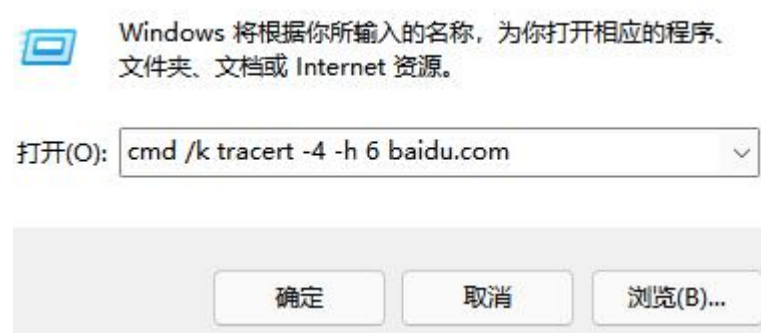 Windows 将根据你所输入的名称，为你打开相应的程序、
文件夹、文档或 Internet 资源。
打开(O): cmd /k tracert -4 -h 6 baidu.com
确定 取消 浏览(B)...